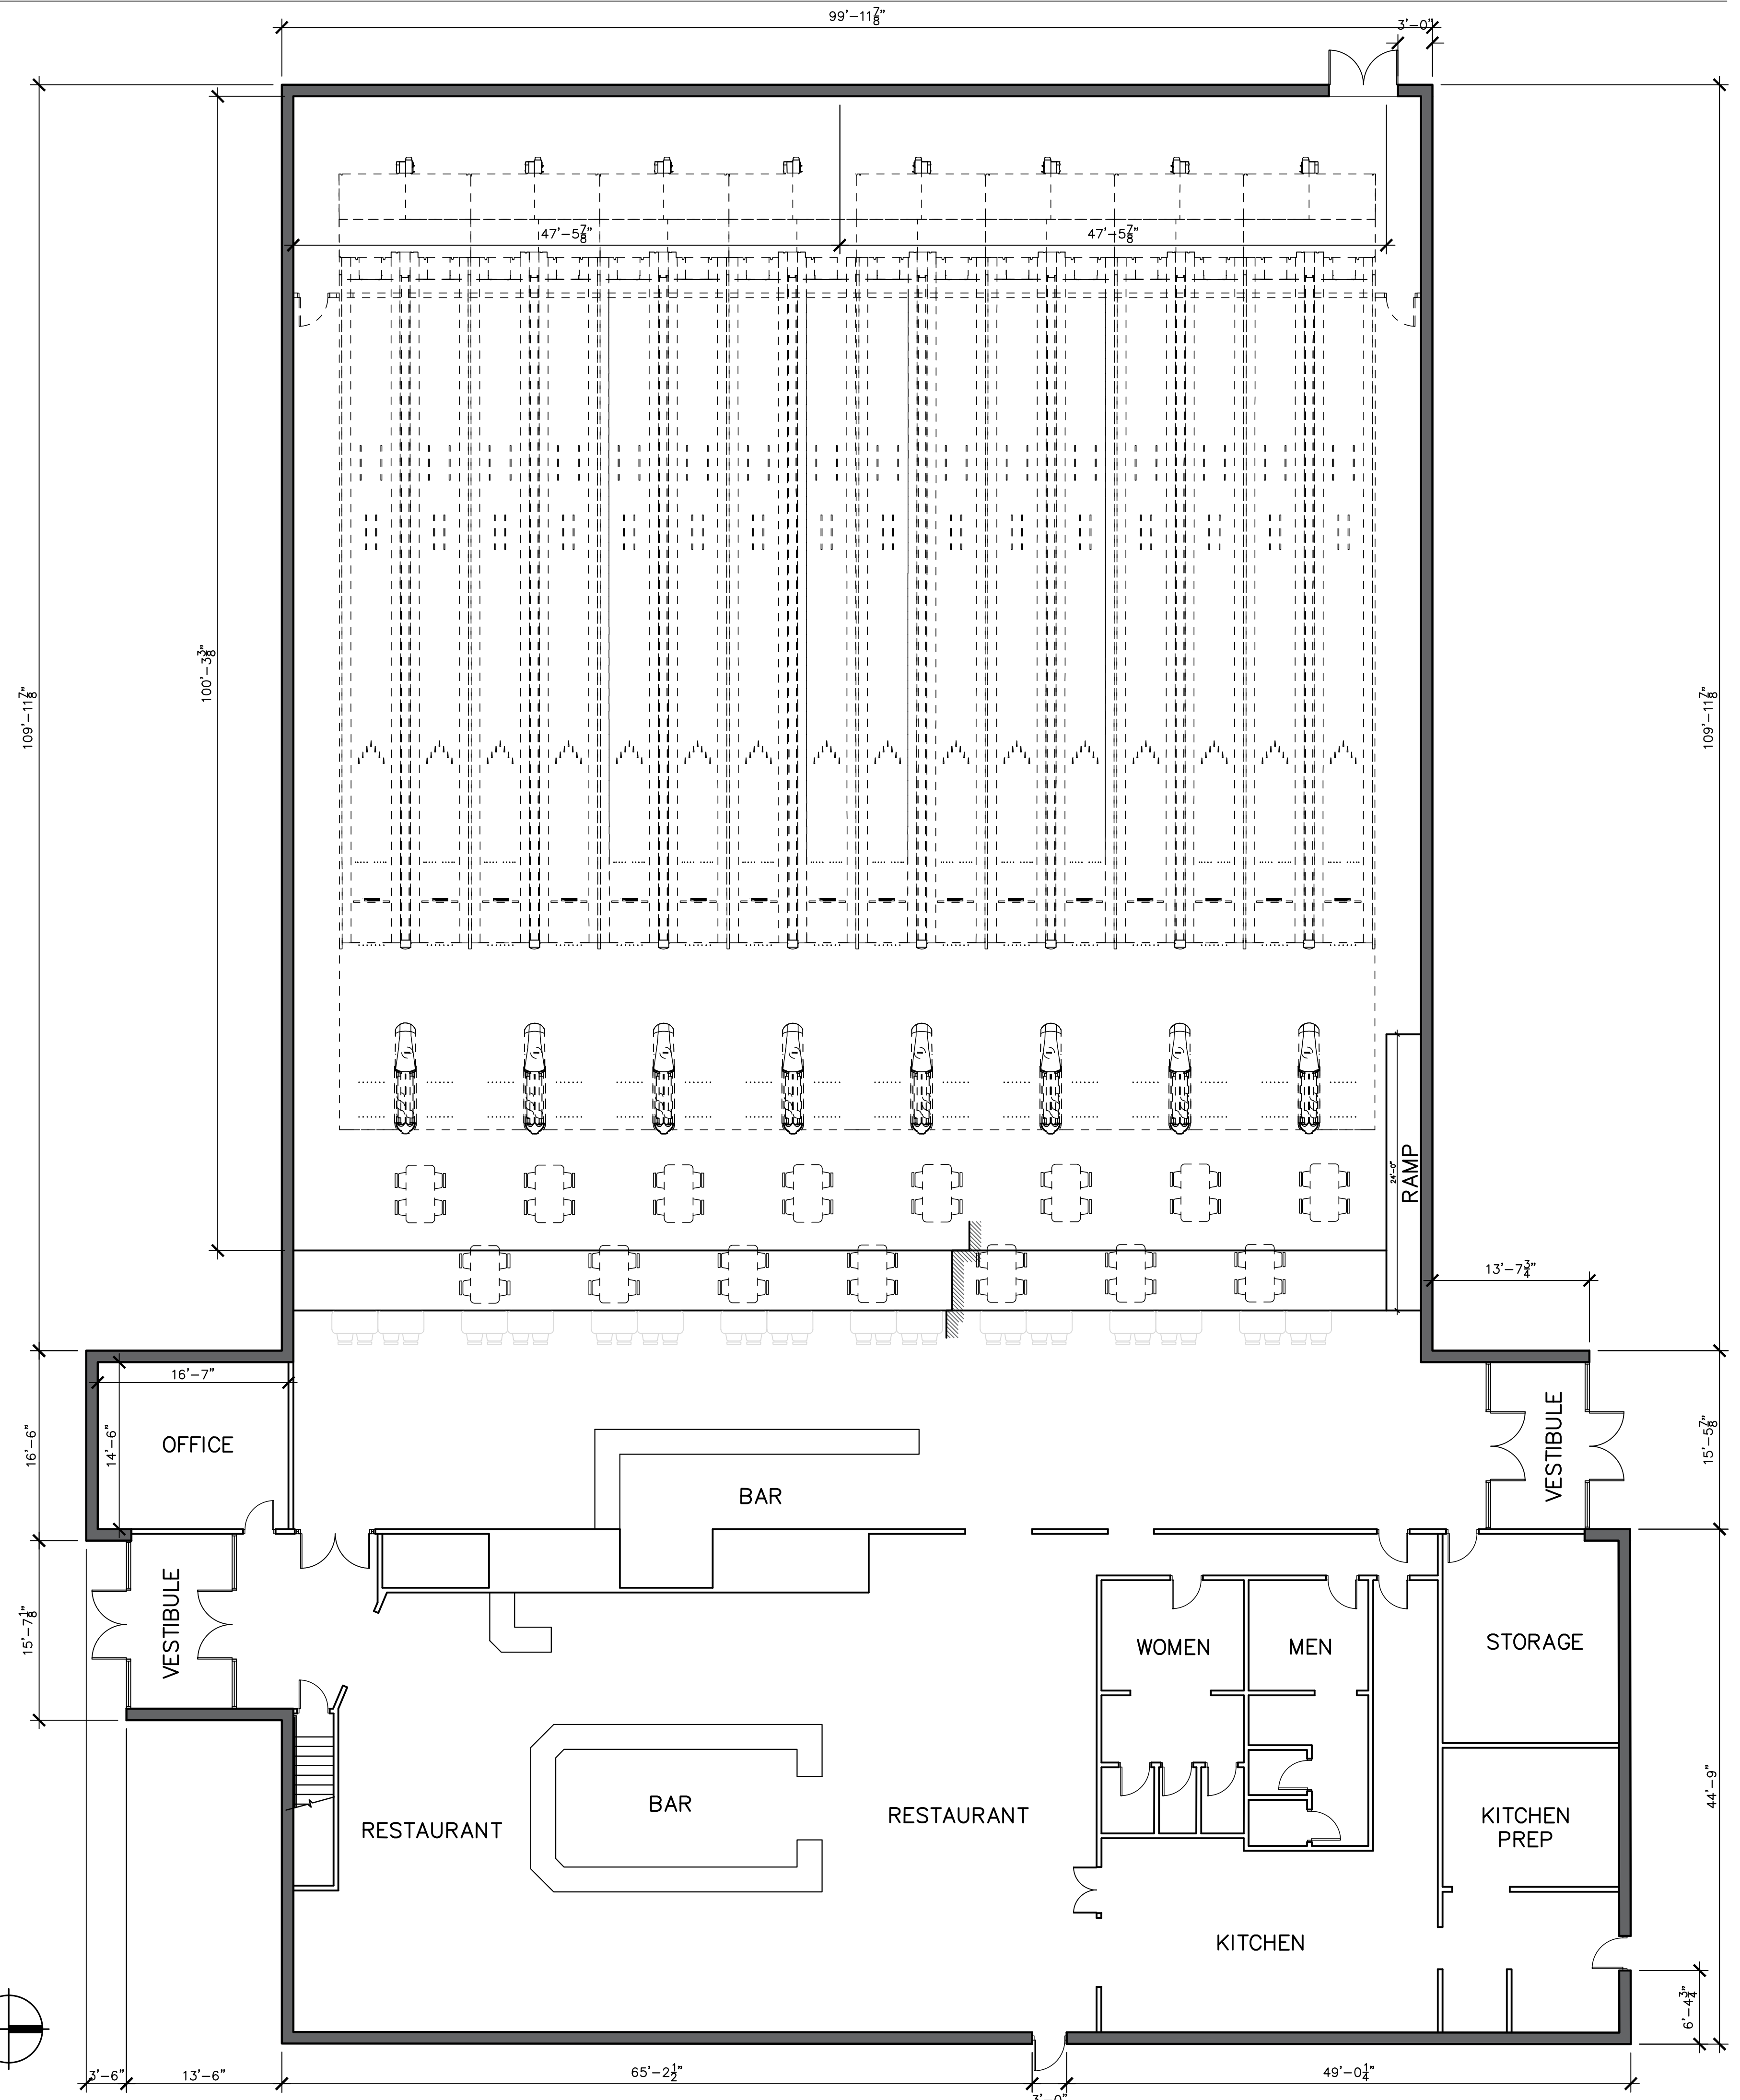 99'-11 7/8"
3'-0"
47'-5 7/8"
47'-5 7/8"
100'-3 3/8"
109'-11 7/8"
109'-11 7/8"
24'-0"
RAMP
13'-7 3/4"
16'-7"
16'-6"
14'-6"
OFFICE
VESTIBULE
15'-5 7/8"
BAR
15'-7 1/8"
VESTIBULE
WOMEN
MEN
STORAGE
BAR
RESTAURANT
RESTAURANT
KITCHEN
PREP
44'-9"
KITCHEN
6'-4 3/4"
3'-6"
13'-6"
65'-2 1/2"
49'-0 1/4"
3'-0"